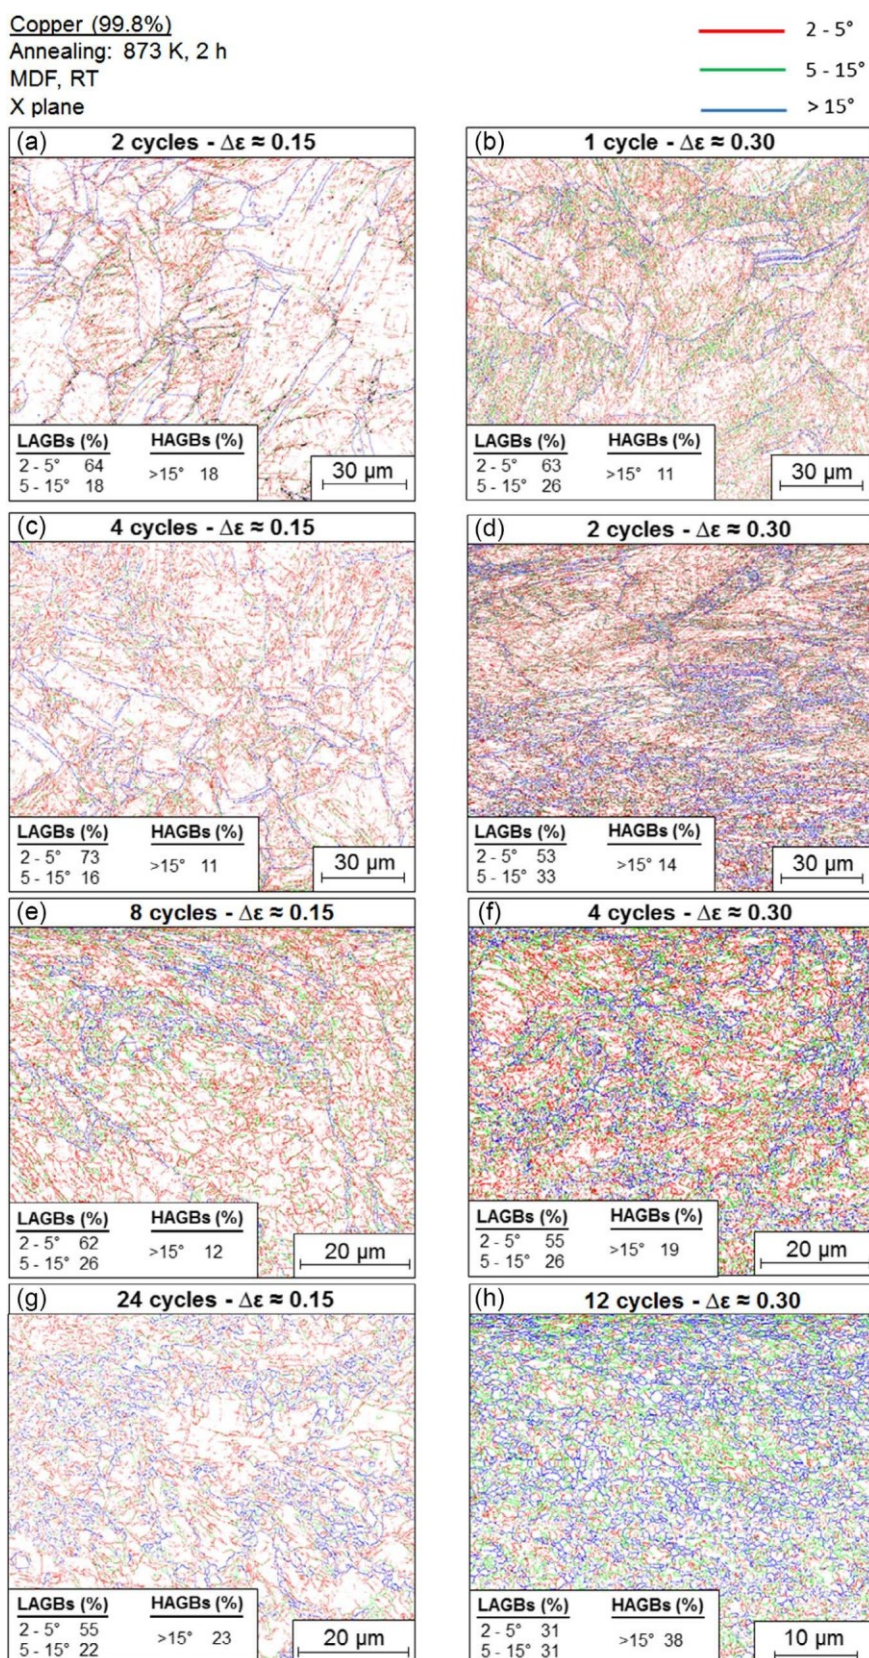 Copper (99.8%)
Annealing: 873 K, 2 h
MDF, RT
X plane
2 - 5°
5 - 15°
> 15°
(a) 2 cycles - Δε ≈ 0.15
LAGBs (%) HAGBs (%)
2 - 5° 64
>15° 18
5 - 15° 18
30 µm
(b) 1 cycle - Δε ≈ 0.30
LAGBs (%) HAGBs (%)
2 - 5° 63
>15° 11
5 - 15° 26
30 µm
(c) 4 cycles - Δε ≈ 0.15
LAGBs (%) HAGBs (%)
2 - 5° 73
>15° 11
5 - 15° 16
30 µm
(d) 2 cycles - Δε ≈ 0.30
LAGBs (%) HAGBs (%)
2 - 5° 53
>15° 14
5 - 15° 33
30 µm
(e) 8 cycles - Δε ≈ 0.15
LAGBs (%) HAGBs (%)
2 - 5° 62
>15° 12
5 - 15° 26
20 µm
(f) 4 cycles - Δε ≈ 0.30
LAGBs (%) HAGBs (%)
2 - 5° 55
>15° 19
5 - 15° 26
20 µm
(g) 24 cycles - Δε ≈ 0.15
LAGBs (%) HAGBs (%)
2 - 5° 55
>15° 23
5 - 15° 22
20 µm
(h) 12 cycles - Δε ≈ 0.30
LAGBs (%) HAGBs (%)
2 - 5° 31
>15° 38
5 - 15° 31
10 µm